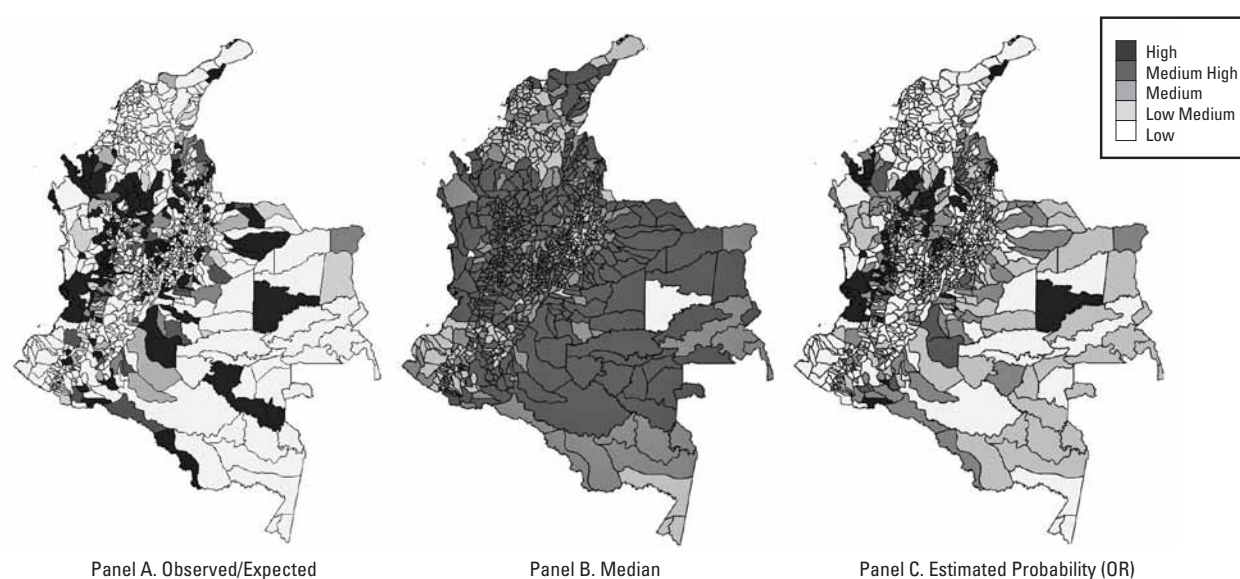 High
Medium High
Medium
Low Medium
Low
Panel A. Observed/Expected
Panel B. Median
Panel C. Estimated Probability (OR)